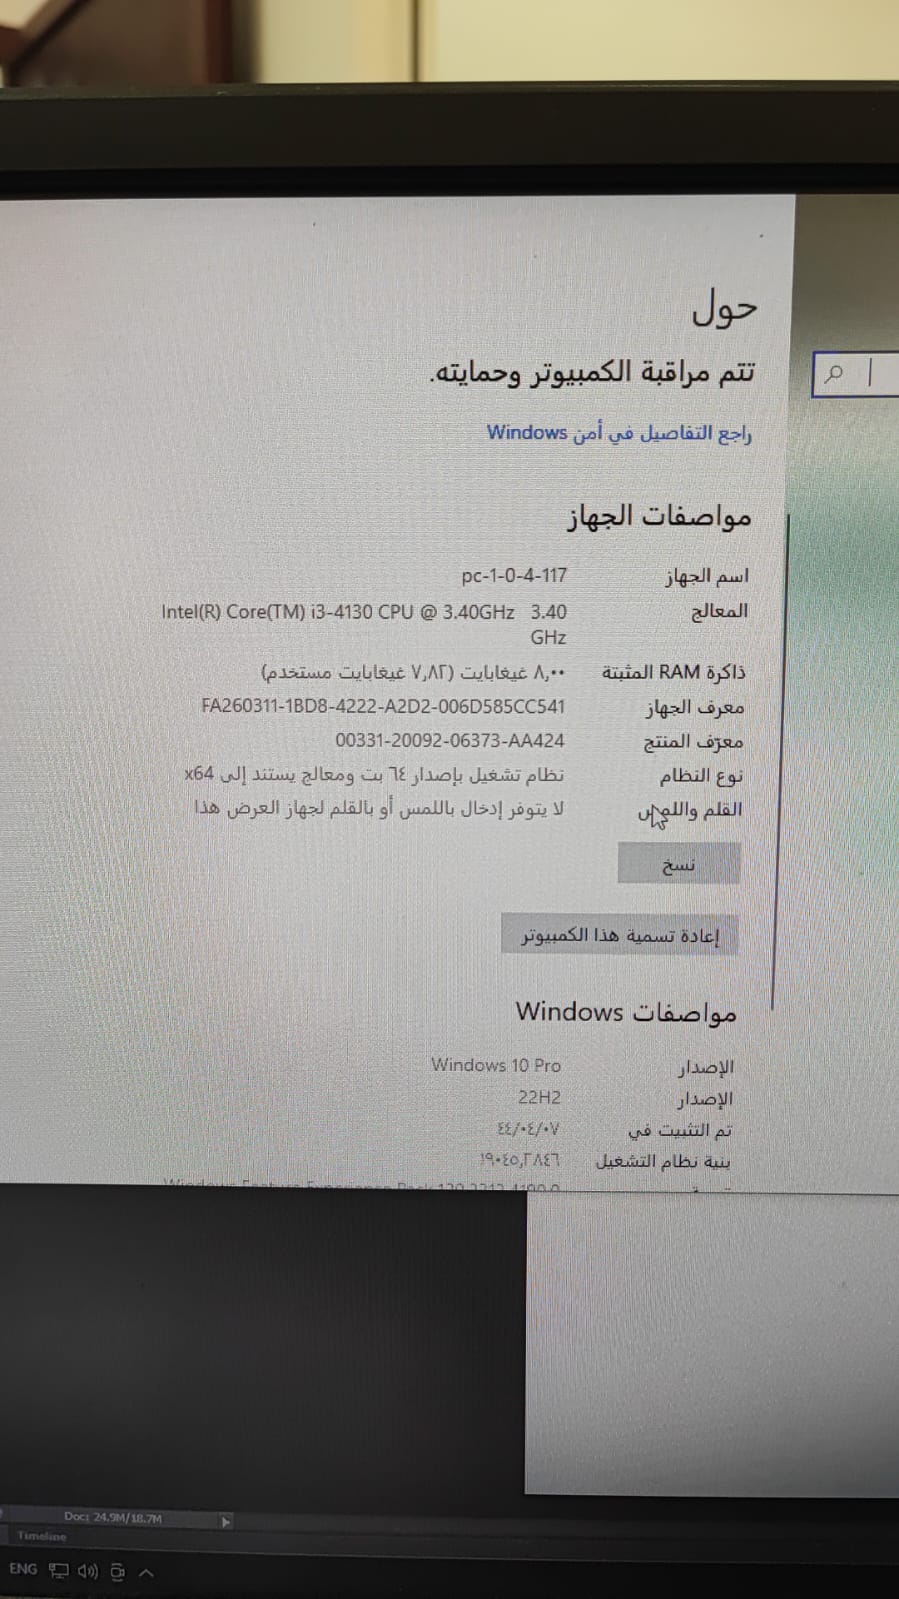 حول
تتم مراقبة الكمبيوتر وحمايته.
راجع التفاصيل في أمن Windows
مواصفات الجهاز
اسم الجهاز pc-1-0-4-117
المعالج Intel(R) Core(TM) i3-4130 CPU @ 3.40GHz 3.40
GHz
ذاكرة RAM المثبتة ٨,٠٠ غيغابايت (٧,٨٢ غيغابايت مستخدم)
معرف الجهاز FA260311-1BD8-4222-A2D2-006D585CC541
معرّف المنتج 00331-20092-06373-AA424
نوع النظام نظام تشغيل بإصدار ٦٤ بت ومعالج يستند إلى x64
القلم واللمس لا يتوفر إدخال باللمس أو بالقلم لجهاز العرض هذا
نسخ
إعادة تسمية هذا الكمبيوتر
مواصفات Windows
الإصدار Windows 10 Pro
الإصدار 22H2
تم التثبيت في ٤٤/٠٤/٠٧
بنية نظام التشغيل ١٩٠٤٥,٢٨٤٦
Windows Feature Experience Pack
Doc: 24.9M/18.7M
Timeline
ENG